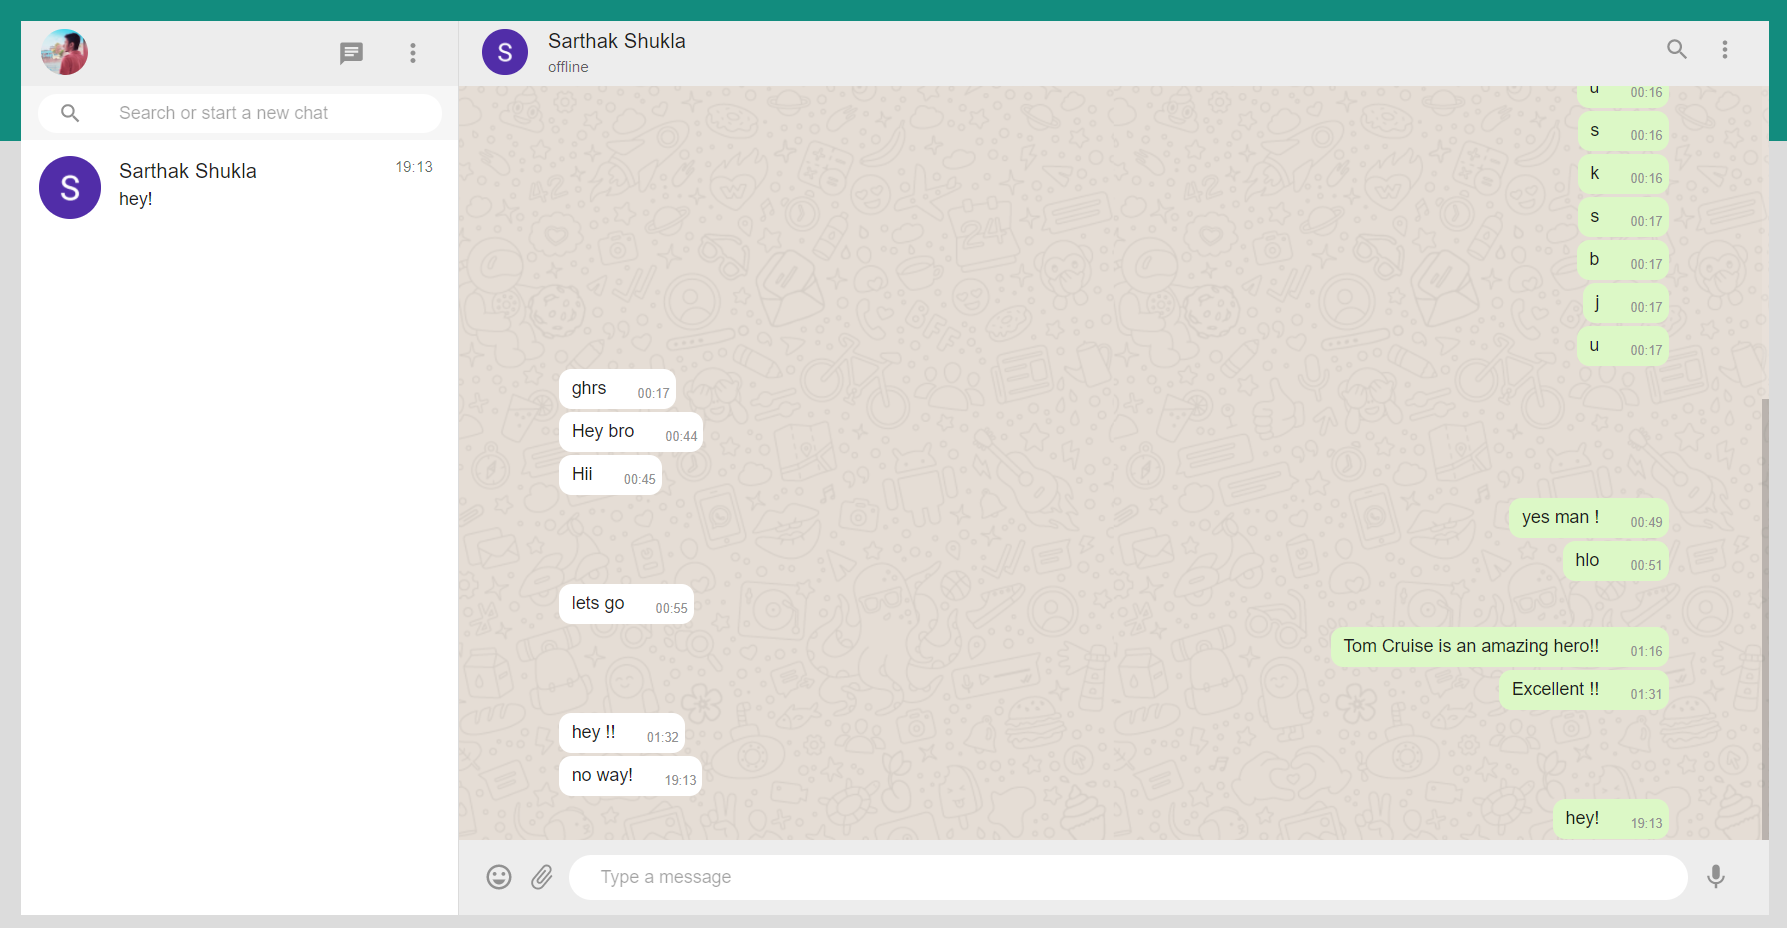 Search or start a new chat
S
Sarthak Shukla
19:13
hey!
S
Sarthak Shukla
offline
u 00:16
s 00:16
k 00:16
s 00:17
b 00:17
j 00:17
u 00:17
ghrs 00:17
Hey bro 00:44
Hii 00:45
yes man ! 00:49
hlo 00:51
lets go 00:55
Tom Cruise is an amazing hero!! 01:16
Excellent !! 01:31
hey !! 01:32
no way! 19:13
hey! 19:13
Type a message
24